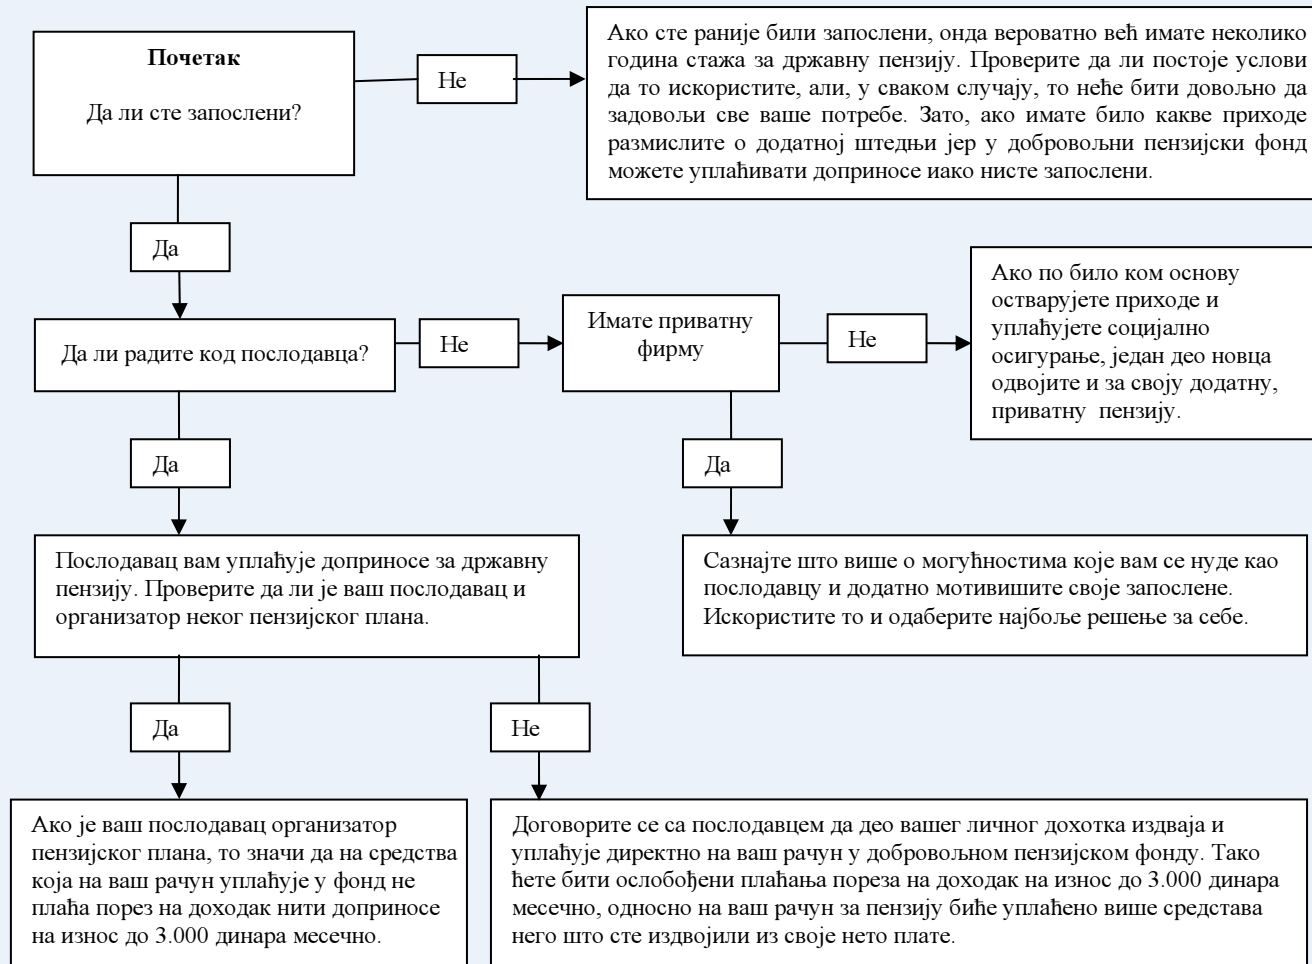 Почетак
Да ли сте запослени?
Не
Ако сте раније били запослени, онда вероватно већ имате неколико
година стажа за државну пензију. Проверите да ли постоје услови
да то искористите, али, у сваком случају, то неће бити довољно да
задовољи све ваше потребе. Зато, ако имате било какве приходе
размислите о додатној штедњи јер у добровољни пензијски фонд
можете уплаћивати доприносе иако нисте запослени.
Да
Да ли радите код послодавца?
Не
Имате приватну
фирму
Не
Ако по било ком основу
остварујете приходе и
уплаћујете социјално
осигурање, један део новца
одвојите и за своју додатну,
приватну пензију.
Да
Да
Послодавац вам уплаћује доприносе за државну
пензију. Проверите да ли је ваш послодавац и
организатор неког пензијског плана.
Сазнајте што више о могућностима које вам се нуде као
послодавцу и додатно мотивишите своје запослене.
Искористите то и одаберите најбоље решење за себе.
Да
Не
Ако је ваш послодавац организатор
пензијског плана, то значи да на средства
која на ваш рачун уплаћује у фонд не
плаћа порез на доходак нити доприносе
на износ до 3.000 динара месечно.
Договорите се са послодавцем да део вашег личног дохотка издваја и
уплаћује директно на ваш рачун у добровољном пензијском фонду. Тако
ћете бити ослобођени плаћања пореза на доходак на износ до 3.000 динара
месечно, односно на ваш рачун за пензију биће уплаћено више средстава
него што сте издвојили из своје нето плате.